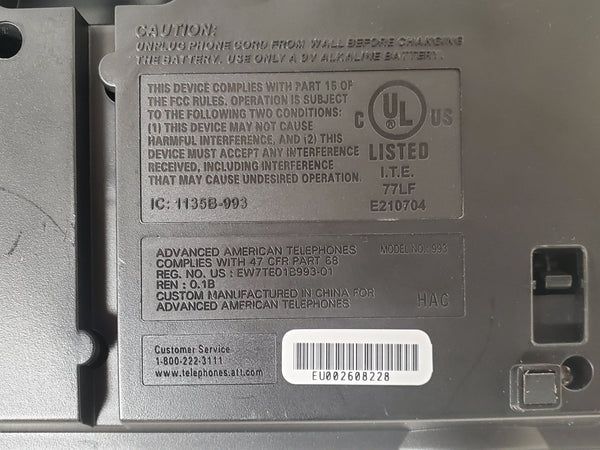 CAUTION:
UNPLUG PHONE CORD FROM WALL BEFORE CHANGING
THE BATTERY. USE ONLY A 9V ALKALINE BATTERY.
THIS DEVICE COMPLIES WITH PART 15 OF
THE FCC RULES. OPERATION IS SUBJECT
TO THE FOLLOWING TWO CONDITIONS:
(1) THIS DEVICE MAY NOT CAUSE
HARMFUL INTERFERENCE, AND (2) THIS
DEVICE MUST ACCEPT ANY INTERFERENCE
RECEIVED, INCLUDING INTERFERENCE
THAT MAY CAUSE UNDESIRED OPERATION.
IC: 1135B-993
C UL US
LISTED
I.T.E.
77LF
E210704
ADVANCED AMERICAN TELEPHONES
COMPLIES WITH 47 CFR PART 68
REG. NO. US : EW7TE01B993-01
REN : 0.1B
CUSTOM MANUFACTURED IN CHINA FOR
ADVANCED AMERICAN TELEPHONES
MODEL NO.: 993
HAC
Customer Service
1-800-222-3111
www.telephones.att.com
EU002608228